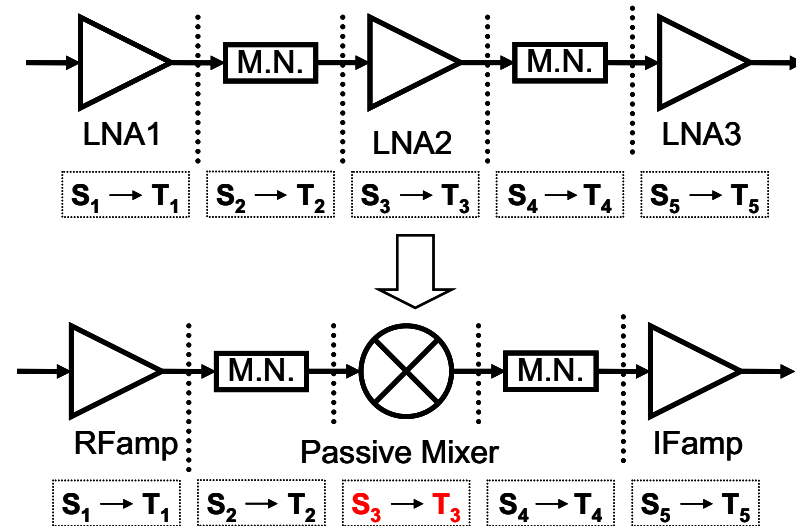 M.N. M.N.
LNA1 LNA2 LNA3
S₁ → T₁ S₂ → T₂ S₃ → T₃ S₄ → T₄ S₅ → T₅
M.N. M.N.
RFamp Passive Mixer IFamp
S₁ → T₁ S₂ → T₂ S₃ → T₃ S₄ → T₄ S₅ → T₅